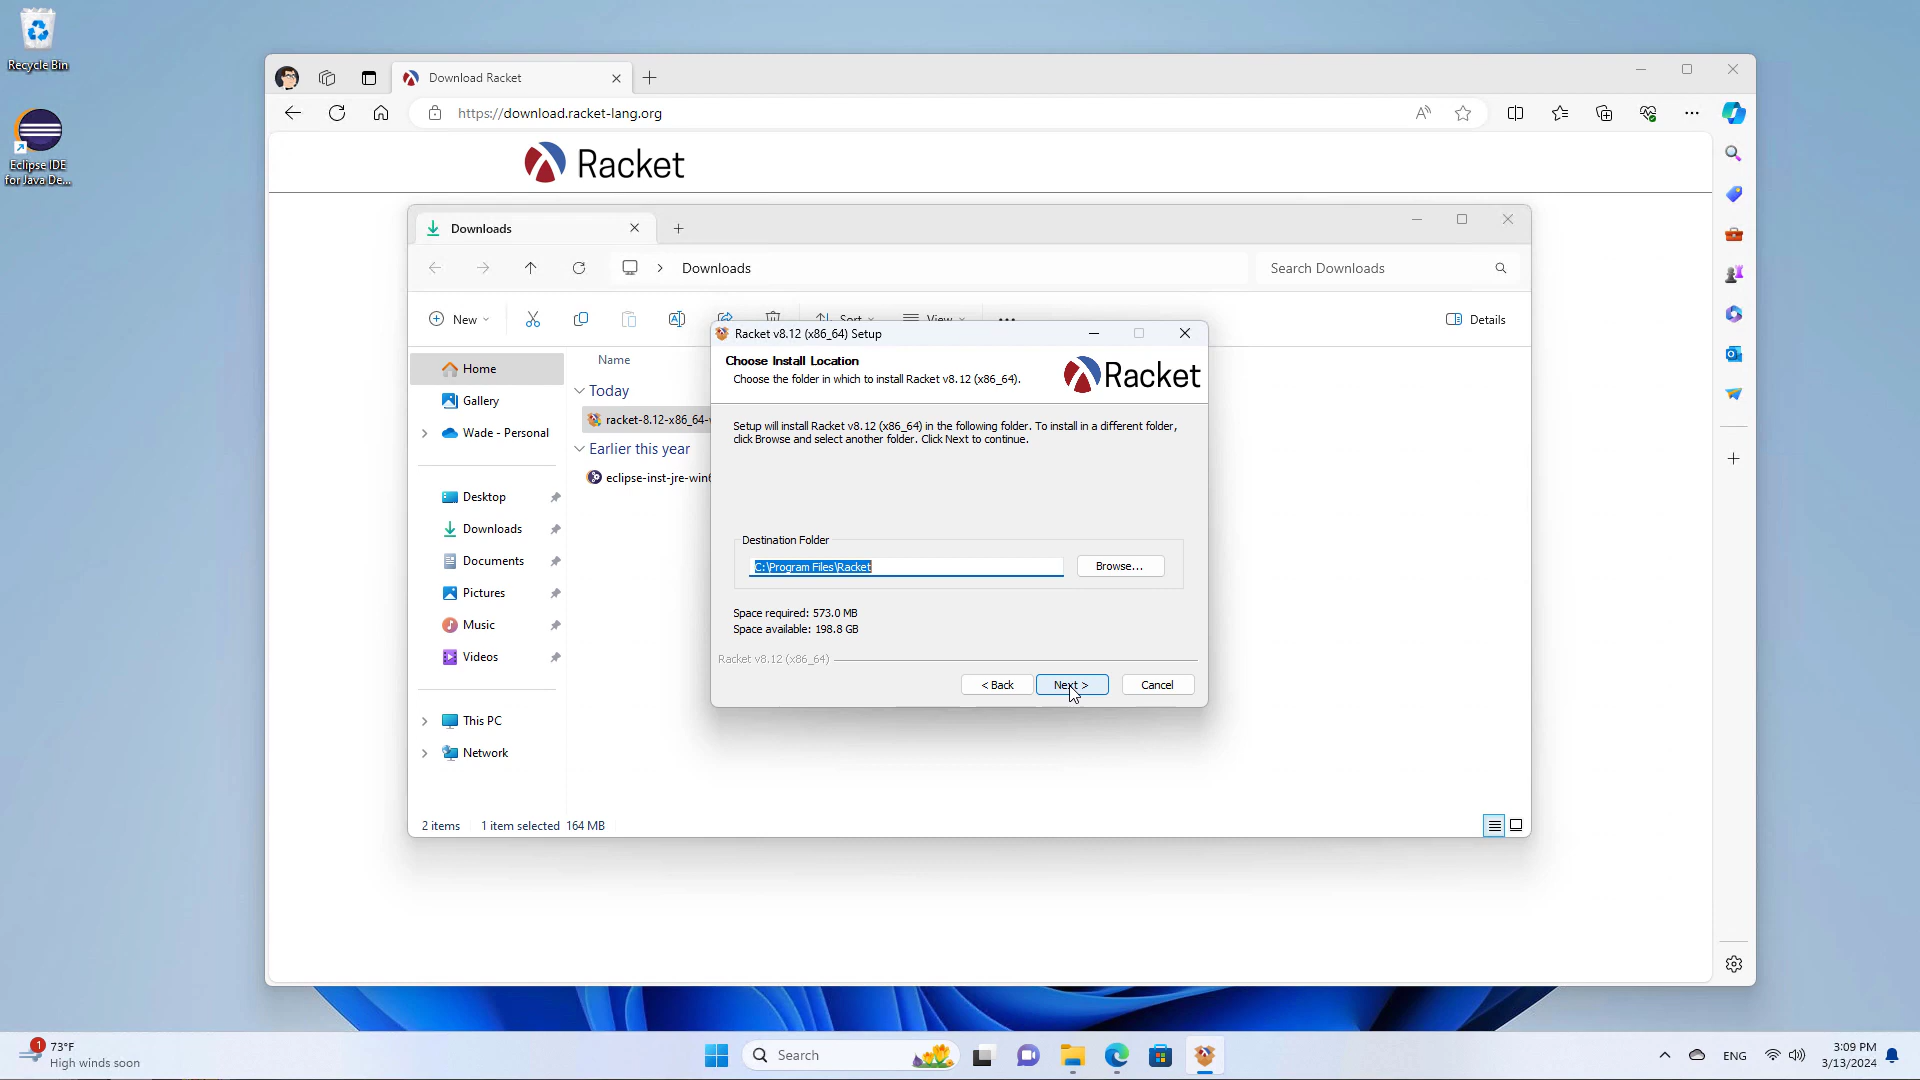 Recycle Bin
Eclipse IDE
for Java De...
Download Racket
https://download.racket-lang.org
Racket
Downloads
Downloads
Search Downloads
New
Sort
View
Details
Racket v8.12 (x86_64) Setup
Choose Install Location
Choose the folder in which to install Racket v8.12 (x86_64).
Racket
Setup will install Racket v8.12 (x86_64) in the following folder. To install in a different folder,
click Browse and select another folder. Click Next to continue.
Destination Folder
C:\Program Files\Racket
Browse...
Space required: 573.0 MB
Space available: 198.8 GB
Racket v8.12 (x86_64)
< Back
Next >
Cancel
Name
Today
racket-8.12-x86_64-
Earlier this year
eclipse-inst-jre-win
Home
Gallery
Wade - Personal
Desktop
Downloads
Documents
Pictures
Music
Videos
This PC
Network
2 items
1 item selected 164 MB
1
73°F
High winds soon
Search
ENG
3:09 PM
3/13/2024